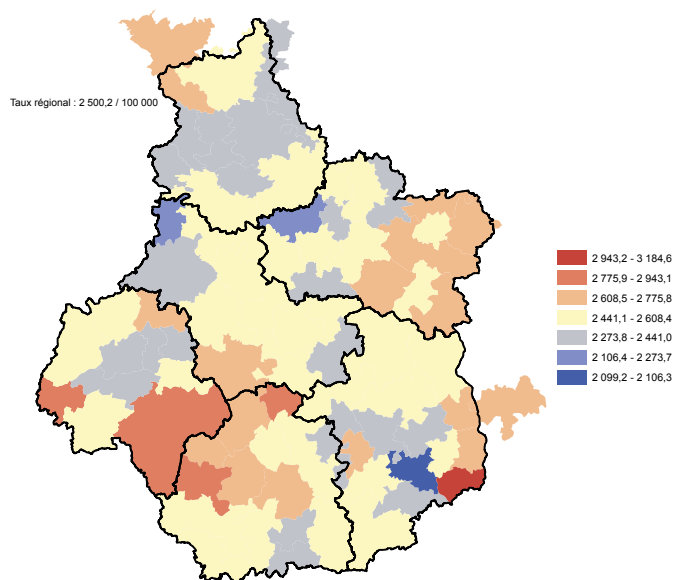 Taux régional : 2 500,2 / 100 000
2 943,2 - 3 184,6
2 775,9 - 2 943,1
2 608,5 - 2 775,8
2 441,1 - 2 608,4
2 273,8 - 2 441,0
2 106,4 - 2 273,7
2 099,2 - 2 106,3